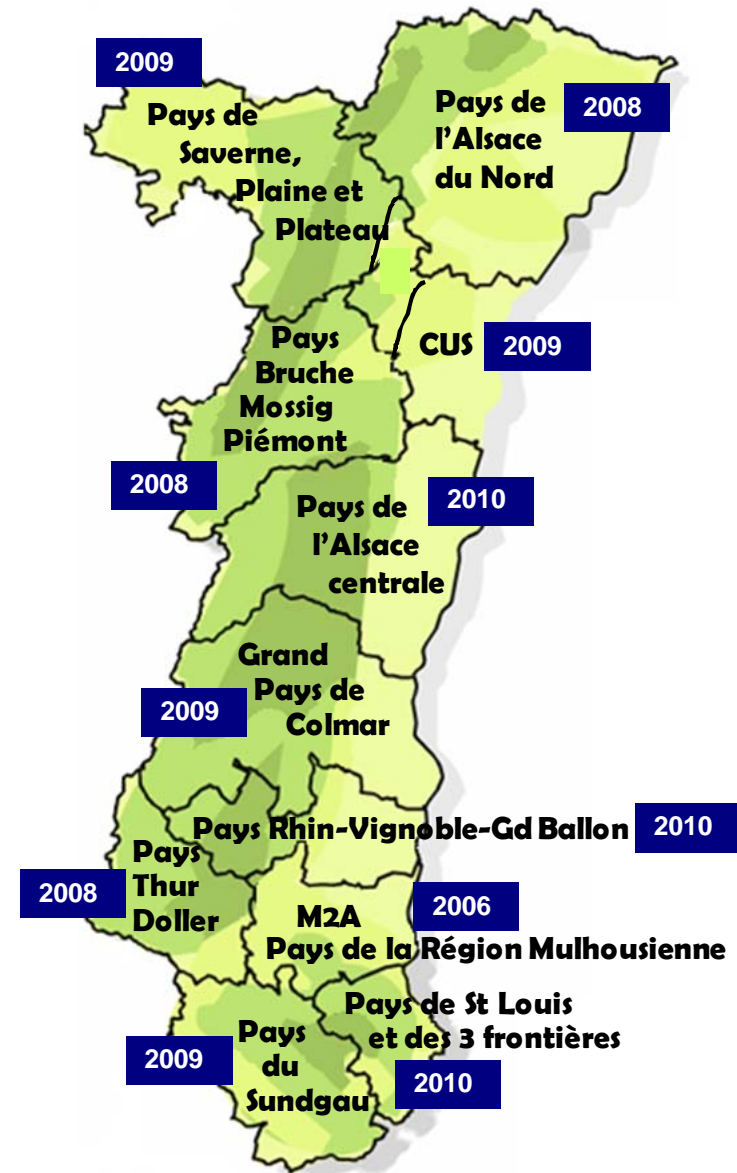 2009
Pays de
Saverne,
Plaine et
Plateau
Pays de
l'Alsace
du Nord
2008
CUS
2009
Pays
Bruche
Mossig
Piémont
2008
Pays de
l'Alsace
centrale
2010
Grand
Pays de
Colmar
2009
Pays Rhin-Vignoble-Gd Ballon
2010
Pays
Thur
Doller
2008
M2A
2006
Pays de la Région Mulhousienne
Pays de St Louis
et des 3 frontières
2010
Pays
du
Sundgau
2009